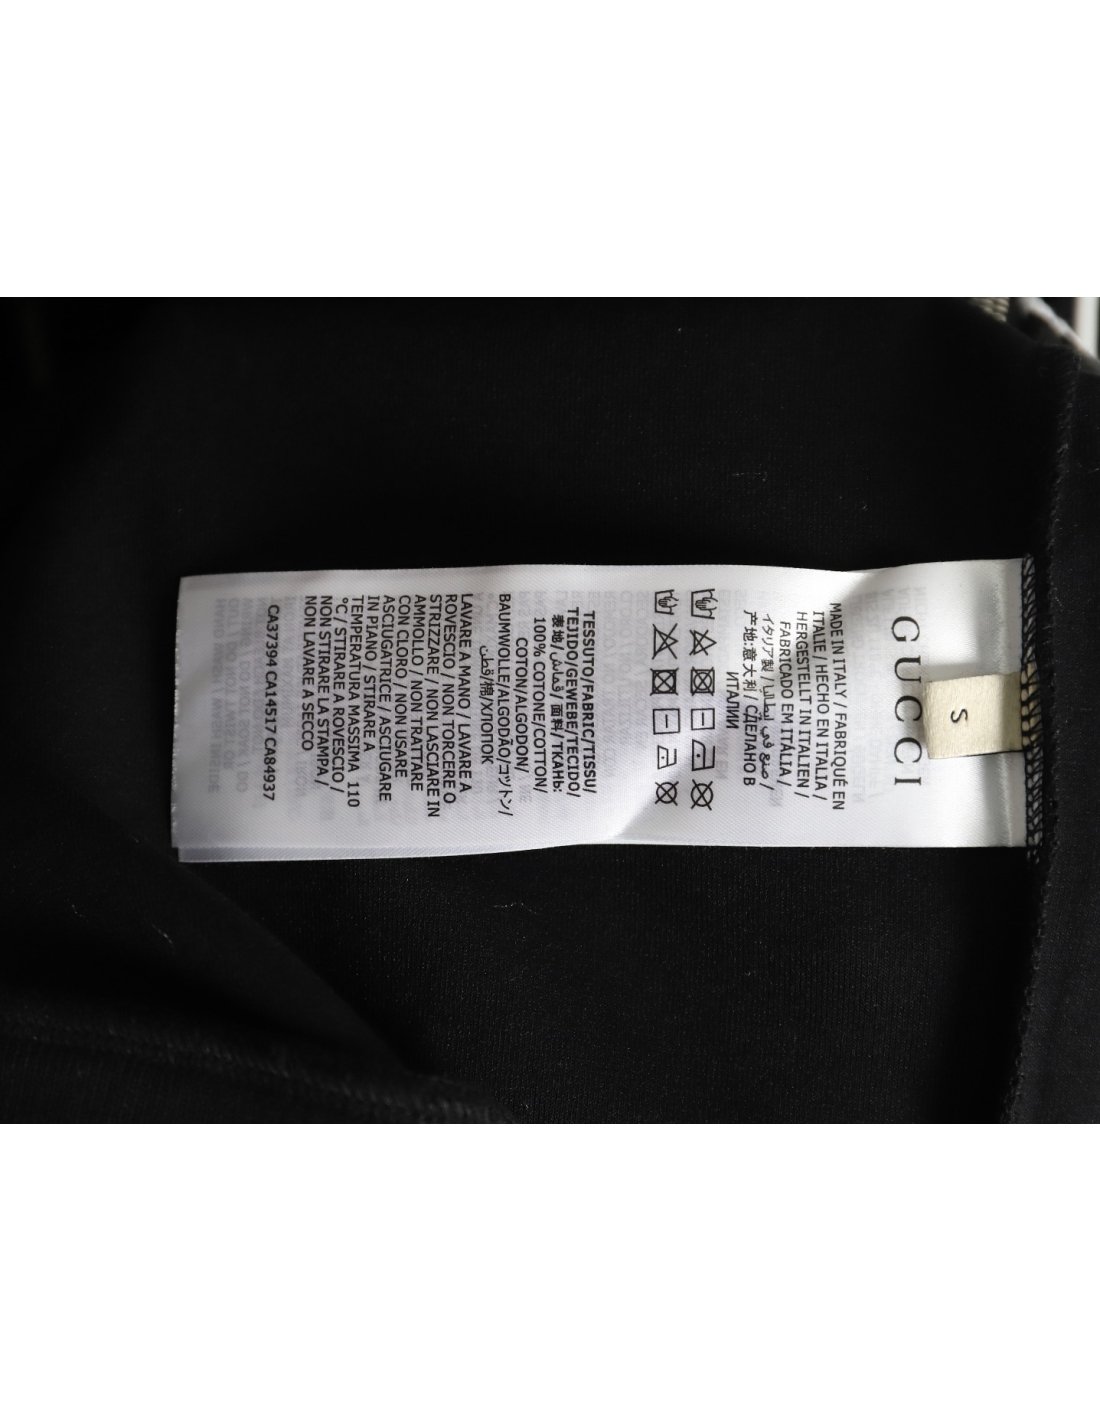 GUCCI
S
MADE IN ITALY / FABRIQUÉ EN
ITALIE / HECHO EN ITALIA /
HERGESTELLT IN ITALIEN /
FABRICADO EM ITÁLIA /
イタリア製 / صنع في إيطاليا /
产地:意大利 / СДЕЛАНО В
ИТАЛИИ
TESSUTO/FABRIC/TISSU/
TEJIDO/GEWEBE/TECIDO/
表地/قماش/面料/ТКАНЬ:
100% COTONE/COTTON/
COTON/ALGODON/
BAUMWOLLE/ALGODÃO/コットン/
قطن/棉/ХЛОПОК
LAVARE A MANO / LAVARE A
ROVESCIO / NON TORCERE O
STRIZZARE / NON LASCIARE IN
AMMOLLO / NON TRATTARE
CON CLORO / NON USARE
ASCIUGATRICE / ASCIUGARE
IN PIANO / STIRARE A
TEMPERATURA MASSIMA 110
°C / STIRARE A ROVESCIO /
NON STIRARE LA STAMPA /
NON LAVARE A SECCO
CA37394 CA14517 CA84937